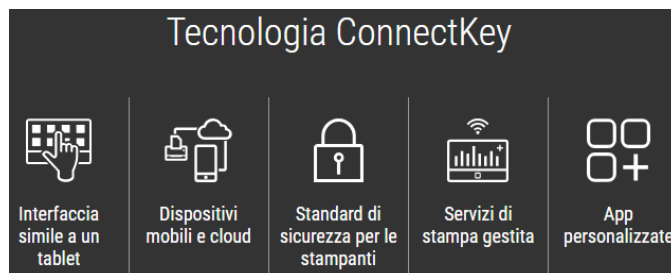 Tecnologia ConnectKey
Interfaccia
simile a un
tablet
Dispositivi
mobili e cloud
Standard di
sicurezza per le
stampanti
Servizi di
stampa gestita
App
personalizzate